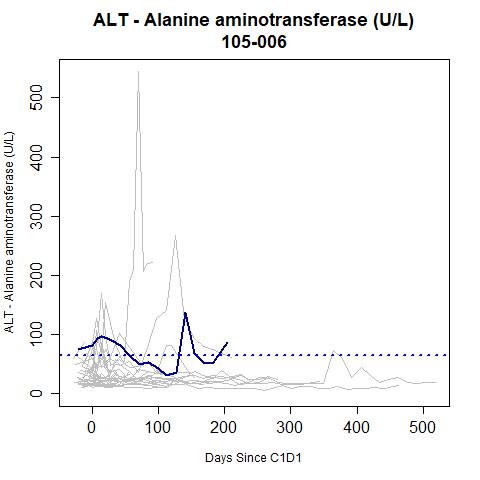 ALT - Alanine aminotransferase (U/L)
105-006
ALT - Alanine aminotransferase (U/L)
500
400
300
200
100
0
0 100 200 300 400 500
Days Since C1D1